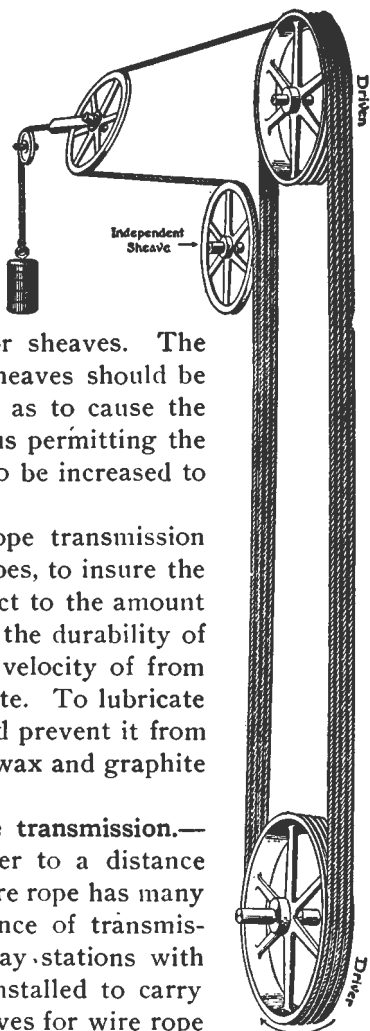 Driven
Independent
Sheave
r sheaves. The
heaves should be
as to cause the
us permitting the
o be increased to
ope transmission
pes, to insure the
ct to the amount
the durability of
velocity of from
te. To lubricate
d prevent it from
wax and graphite
e transmission.—
er to a distance
re rope has many
nce of transmis-
ay stations with
nstalled to carry
ves for wire rope
Driver